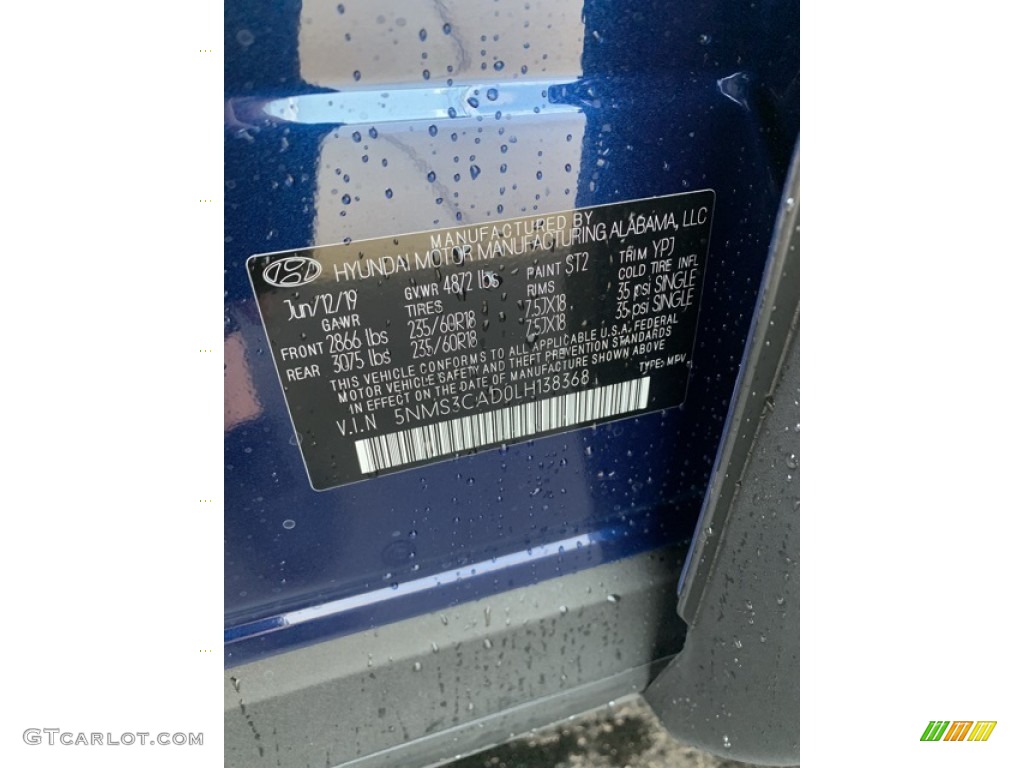 MANUFACTURED BY
HYUNDAI MOTOR MANUFACTURING ALABAMA, LLC
Jun/12/19 GVWR 4872 lbs PAINT ST2 TRIM YPJ
GAWR TIRES RIMS COLD TIRE INFL
FRONT 2866 lbs 235/60R18 7.5JX18 35 psi SINGLE
REAR 3075 lbs 235/60R18 7.5JX18 35 psi SINGLE
THIS VEHICLE CONFORMS TO ALL APPLICABLE U.S.A. FEDERAL
MOTOR VEHICLE SAFETY AND THEFT PREVENTION STANDARDS
IN EFFECT ON THE DATE OF MANUFACTURE SHOWN ABOVE
V.I.N 5NMS3CAD0LH138368 TYPE: MPV
GTCARLOT.COM